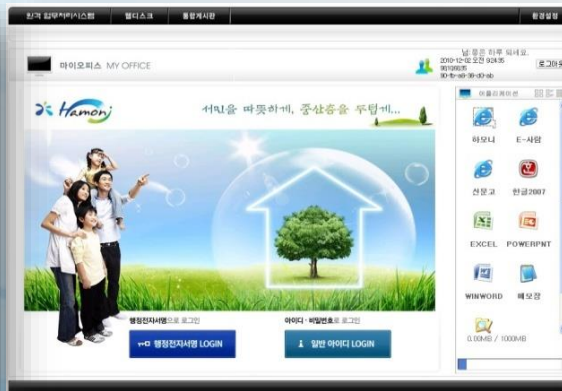 원격 업무처리시스템 웹디스크 통합게시판 환경설정
마이오피스 MY OFFICE
님 좋은 하루 되세요.
2010-12-02 오전 9:24:35
로그아웃
어플리케이션
Hamoni
서민을 따뜻하게, 중산층을 두텁게...
하모니 E-사람
신문고 한글2007
EXCEL POWERPNT
WINWORD 메모장
0.00MB / 1000MB
행정전자서명으로 로그인
아이디 · 비밀번호로 로그인
행정전자서명 LOGIN
일반 아이디 LOGIN